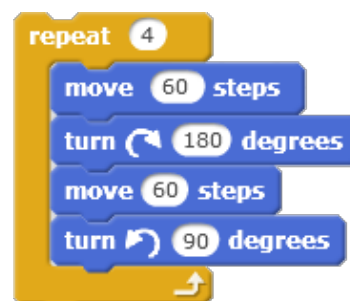 repeat 4
move 60 steps
turn 180 degrees
move 60 steps
turn 90 degrees